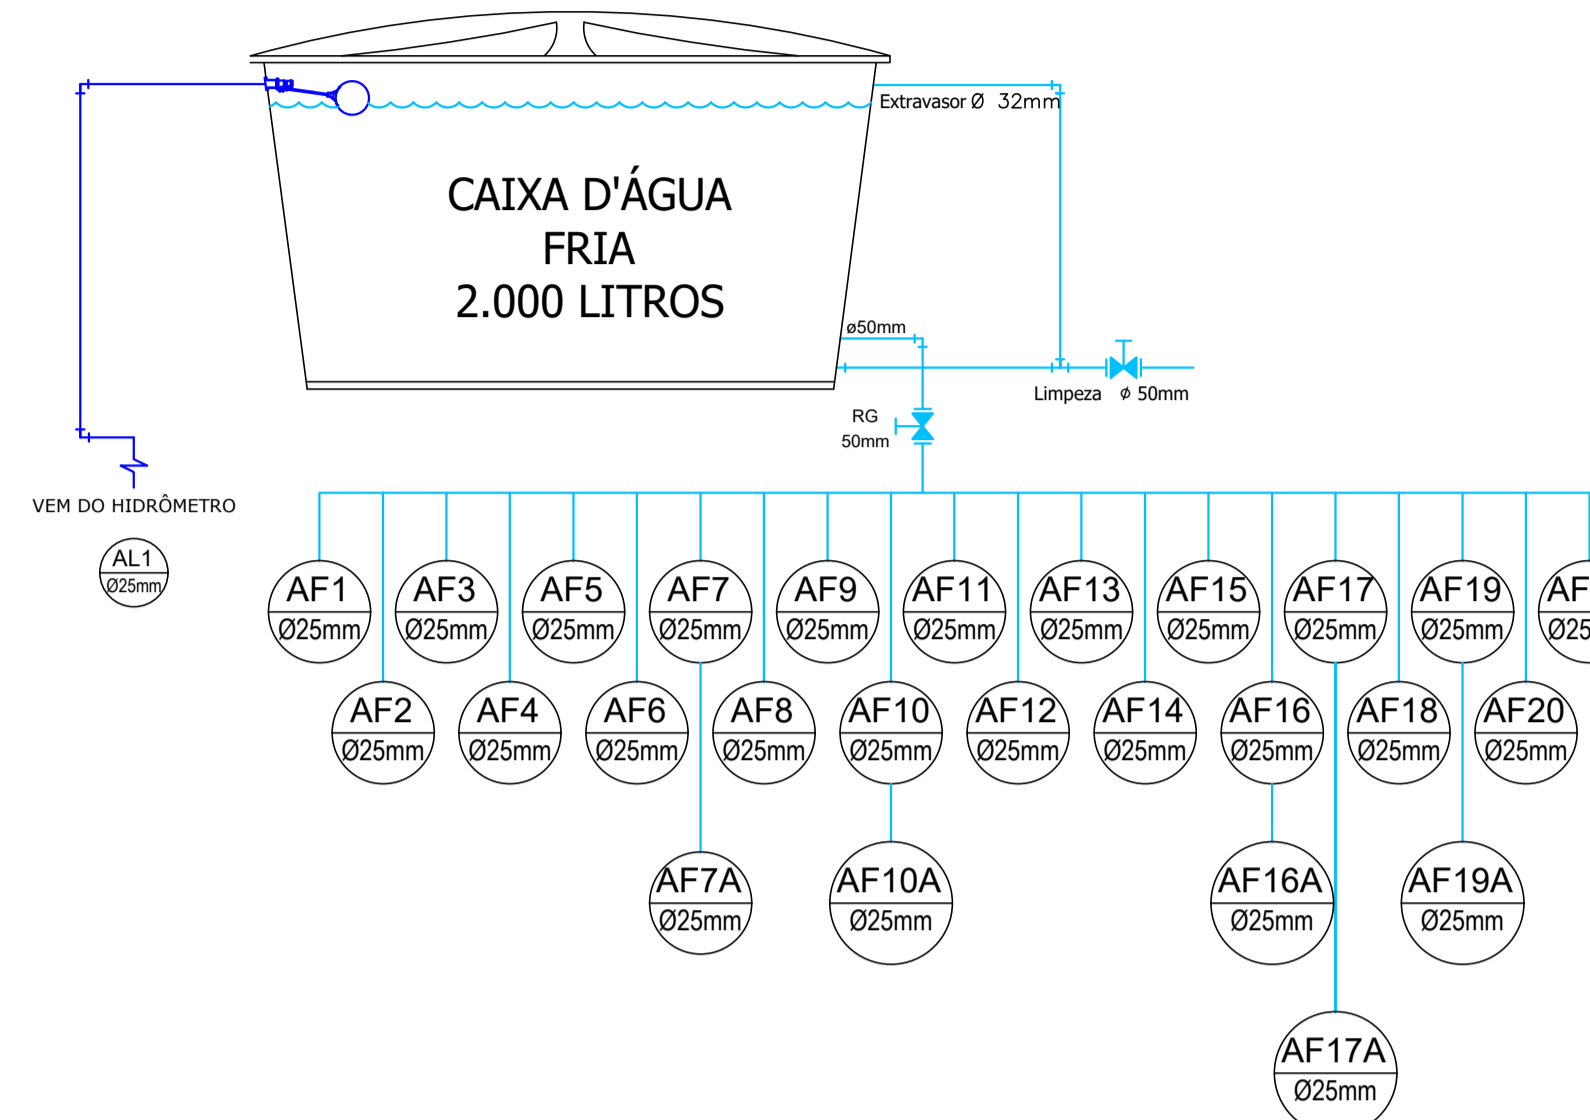 Extravasor Ø 32mm
CAIXA D'ÁGUA
FRIA
2.000 LITROS
ø50mm
Limpeza ϕ 50mm
RG
50mm
VEM DO HIDRÔMETRO
AL1
Ø25mm
AF1
Ø25mm
AF3
Ø25mm
AF5
Ø25mm
AF7
Ø25mm
AF9
Ø25mm
AF11
Ø25mm
AF13
Ø25mm
AF15
Ø25mm
AF17
Ø25mm
AF19
Ø25mm
AF2
Ø25mm
AF4
Ø25mm
AF6
Ø25mm
AF8
Ø25mm
AF10
Ø25mm
AF12
Ø25mm
AF14
Ø25mm
AF16
Ø25mm
AF18
Ø25mm
AF20
Ø25mm
AF7A
Ø25mm
AF10A
Ø25mm
AF16A
Ø25mm
AF19A
Ø25mm
AF17A
Ø25mm